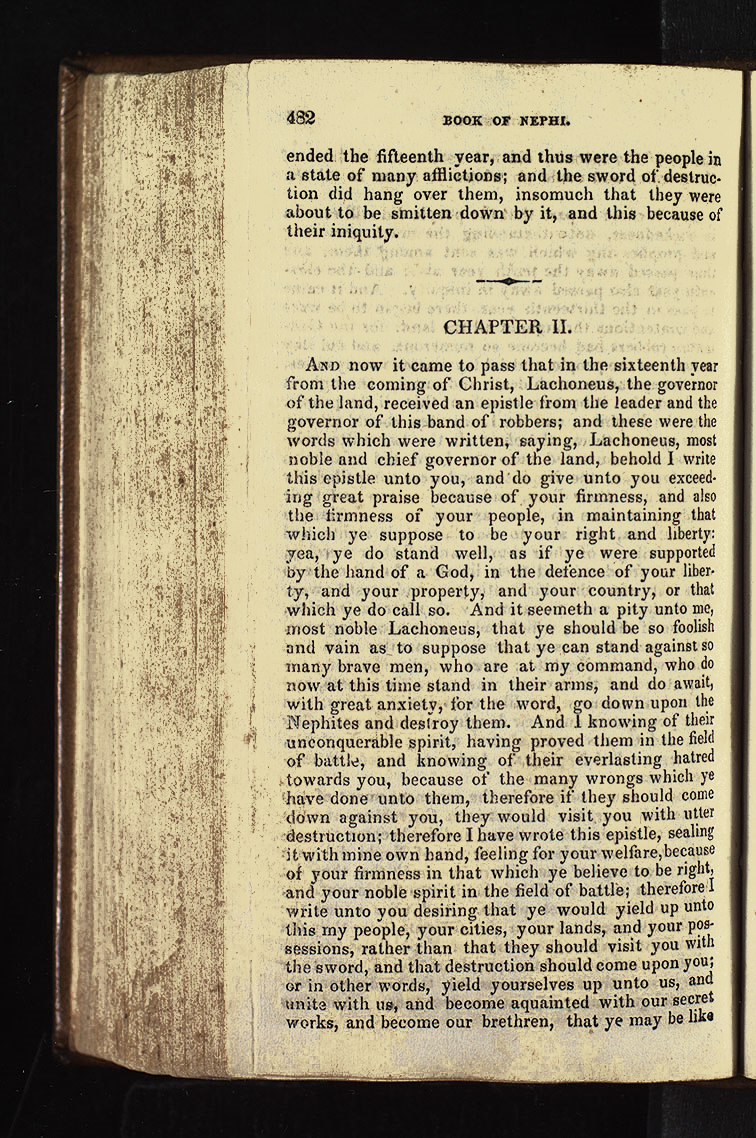 482
BOOK OF NEPHI.
ended the fifteenth year, and thus were the people in
a state of many afflictions; and the sword of destruc-
tion did hang over them, insomuch that they were
about to be smitten down by it, and this because of
their iniquity.
CHAPTER II.
AND now it came to pass that in the sixteenth year
from the coming of Christ, Lachoneus, the governor
of the land, received an epistle from the leader and the
governor of this band of robbers; and these were the
words which were written, saying, Lachoneus, most
noble and chief governor of the land, behold I write
this epistle unto you, and do give unto you exceed-
ing great praise because of your firmness, and also
the firmness of your people, in maintaining that
which ye suppose to be your right and liberty:
yea, ye do stand well, as if ye were supported
by the hand of a God, in the defence of your liber-
ty, and your property, and your country, or that
which ye do call so. And it seemeth a pity unto me,
most noble Lachoneus, that ye should be so foolish
and vain as to suppose that ye can stand against so
many brave men, who are at my command, who do
now at this time stand in their arms, and do await,
with great anxiety, for the word, go down upon the
Nephites and destroy them. And I knowing of their
unconquerable spirit, having proved them in the field
of battle, and knowing of their everlasting hatred
towards you, because of the many wrongs which ye
have done unto them, therefore if they should come
down against you, they would visit you with utter
destruction; therefore I have wrote this epistle, sealing
it with mine own hand, feeling for your welfare, because
of your firmness in that which ye believe to be right,
and your noble spirit in the field of battle; therefore I
write unto you desiring that ye would yield up unto
this my people, your cities, your lands, and your pos-
sessions, rather than that they should visit you with
the sword, and that destruction should come upon you;
or in other words, yield yourselves up unto us, and
unite with us, and become aquainted with our secret
works, and become our brethren, that ye may be like